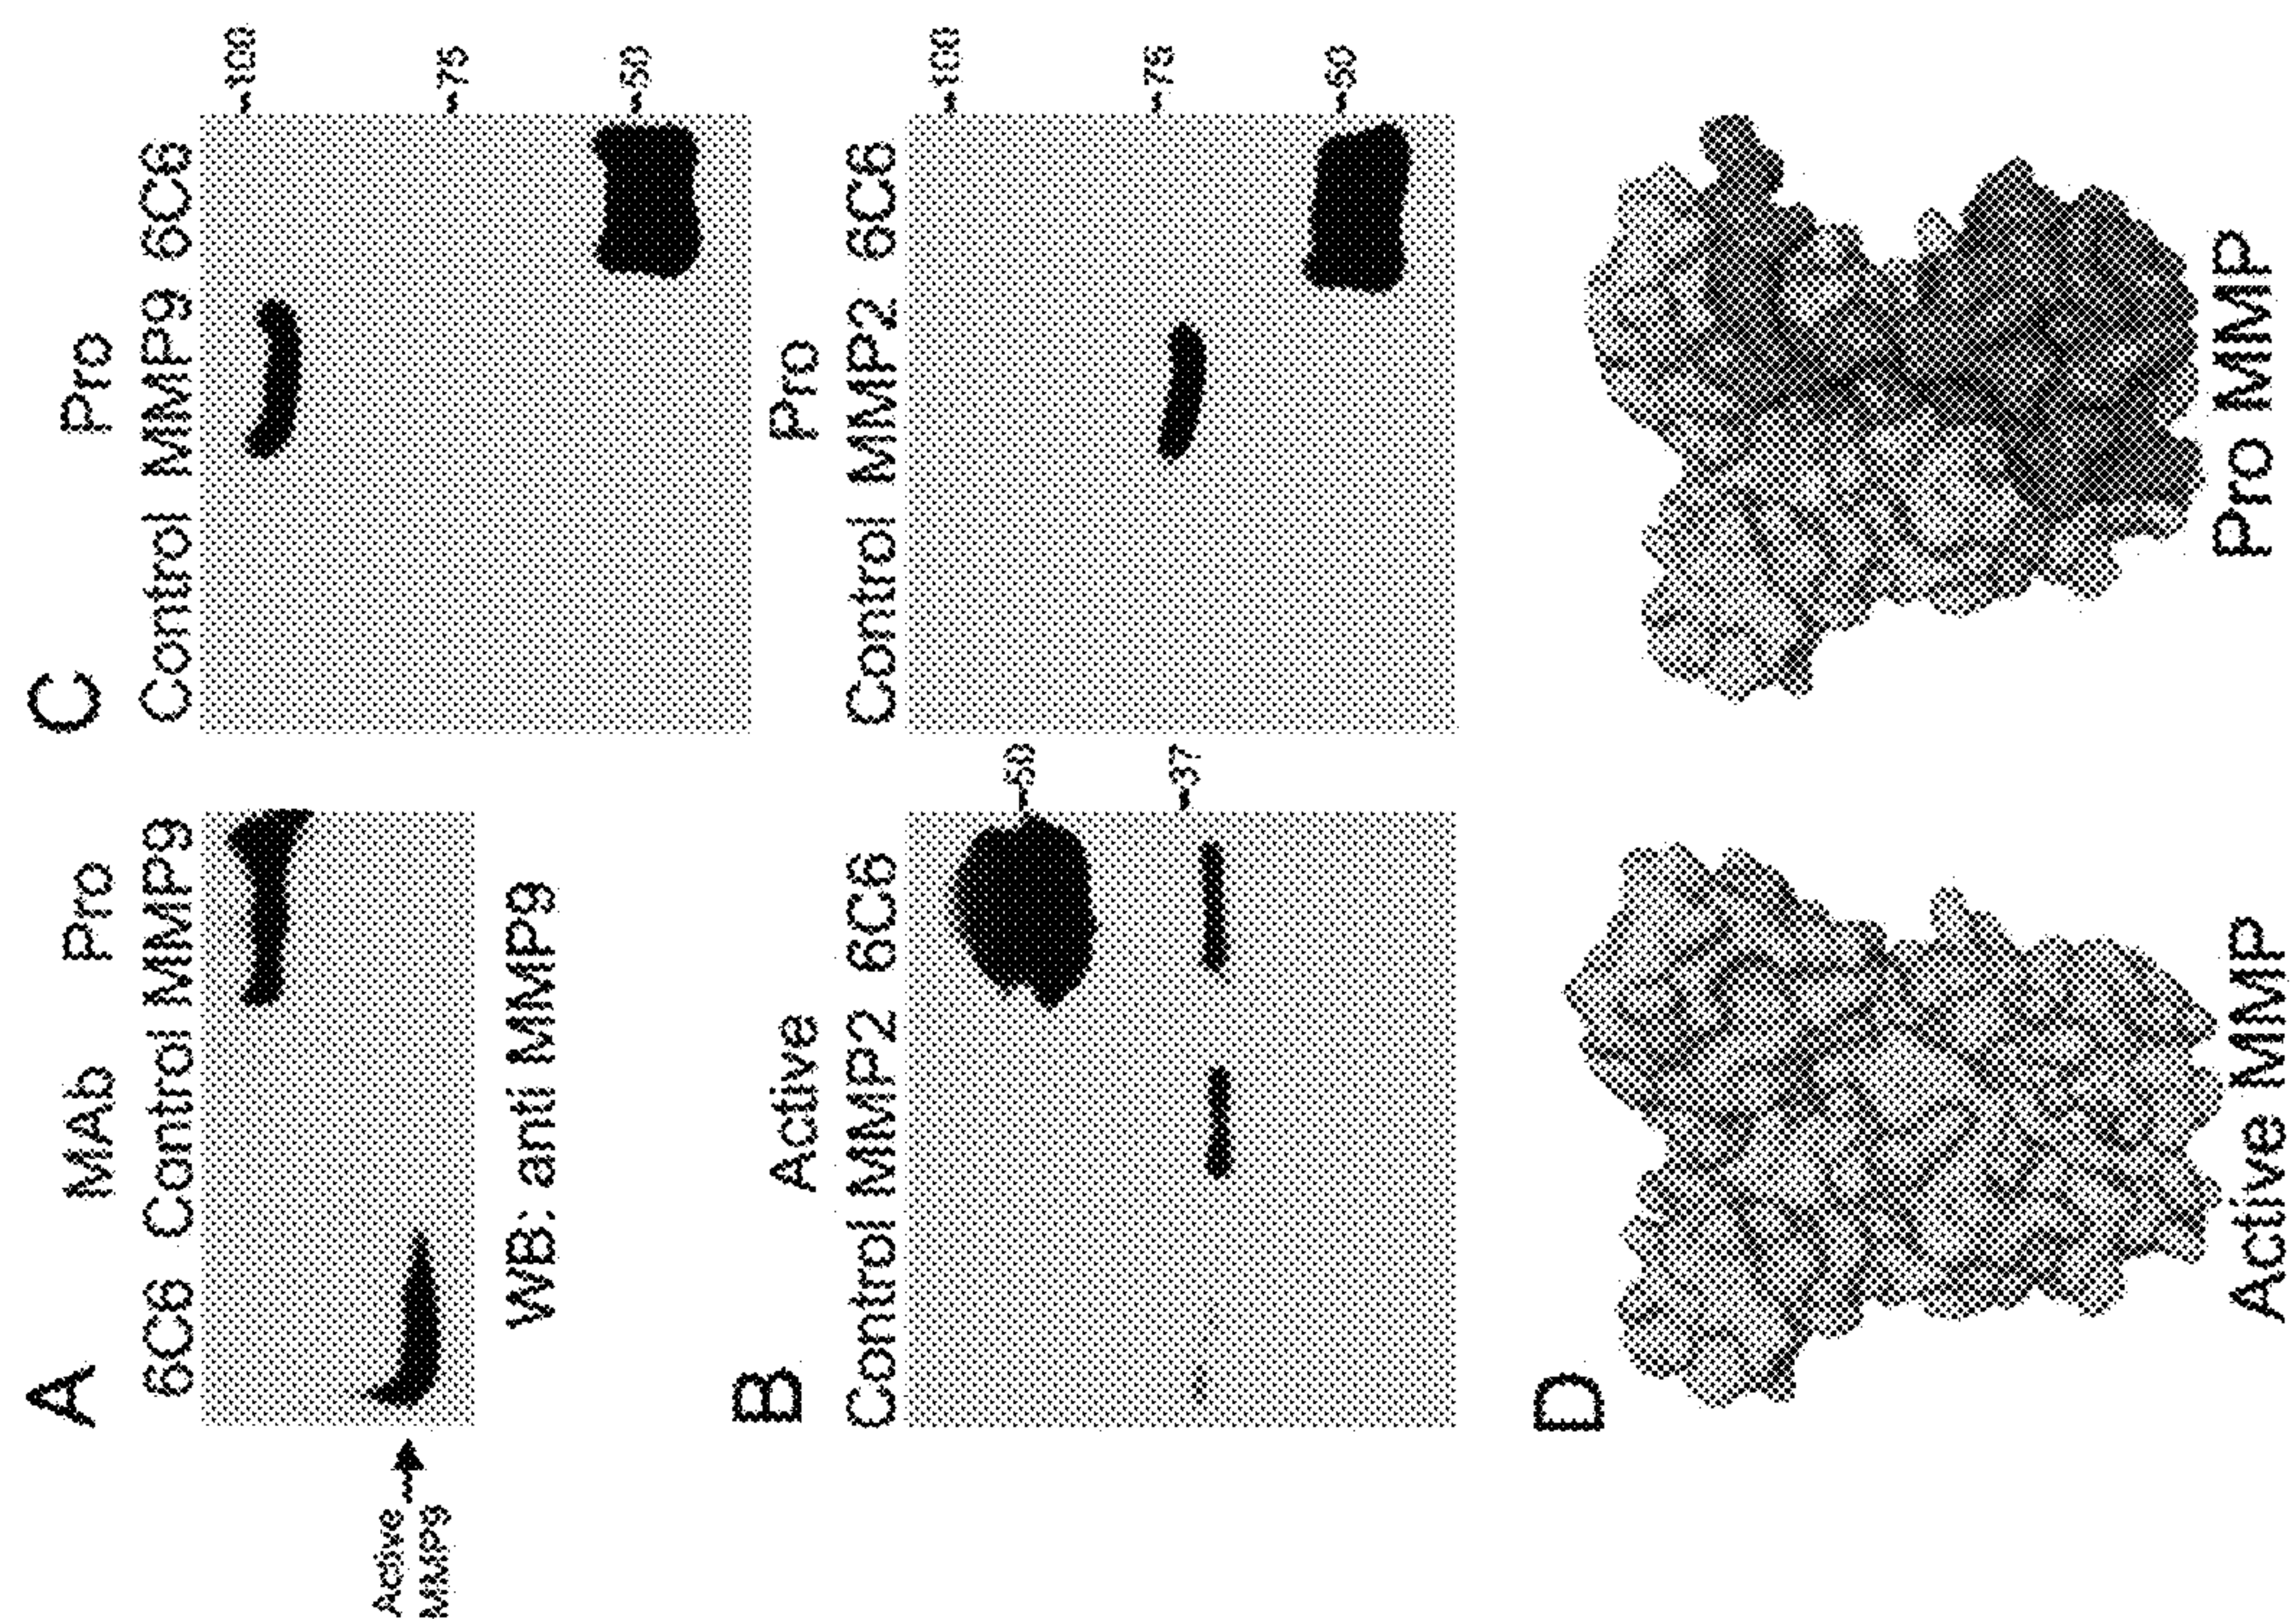 A
MAb Pro
6C6 Control MMP9
Active
MMP9
WB: anti MMP9
C
Pro
Control MMP9 6C6
-100
-75
-50
B
Active
Control MMP2 6C6
-50
-37
Pro
Control MMP2 6C6
-100
-75
-50
D
Active MMP
Pro MMP